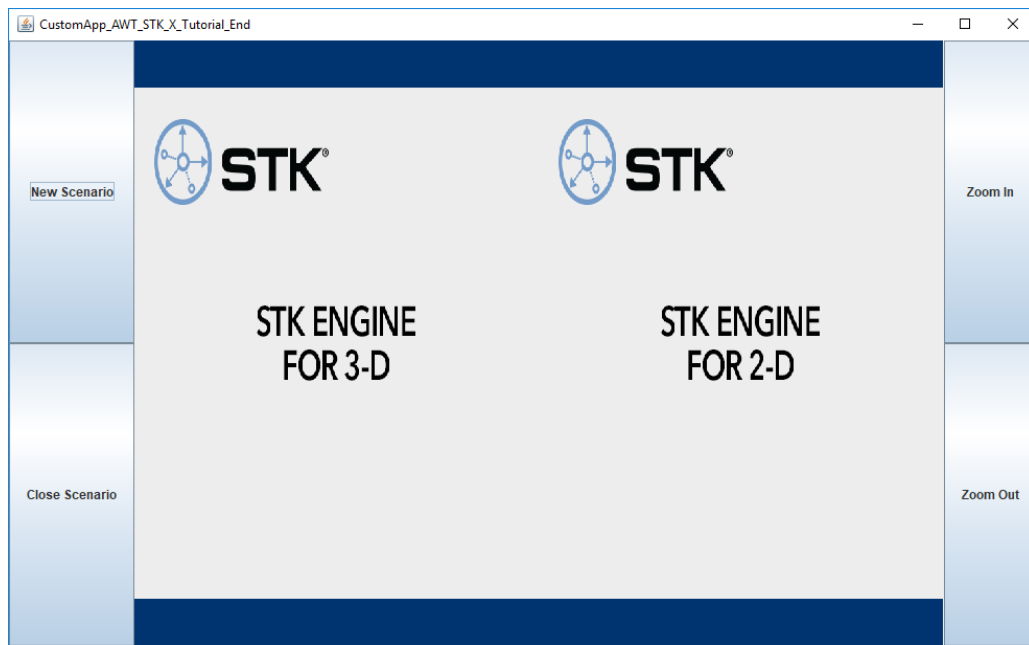 CustomApp_AWT_STK_X_Tutorial_End
New Scenario
Close Scenario
STK®
STK ENGINE
FOR 3-D
STK®
STK ENGINE
FOR 2-D
Zoom In
Zoom Out